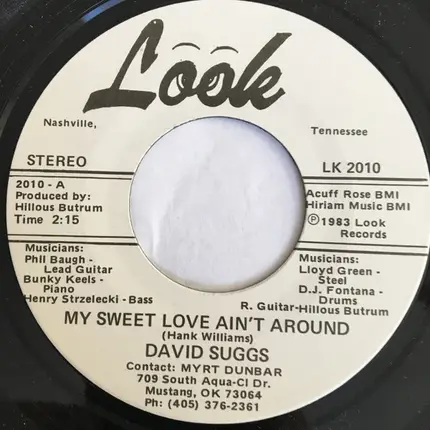 Look
Nashville,
Tennessee
STEREO
LK 2010
2010 - A
Produced by:
Hillous Butrum
Time 2:15
Acuff Rose BMI
Hiriam Music BMI
℗ 1983 Look
Records
Musicians:
Phil Baugh -
Lead Guitar
Bunky Keels -
Piano
Henry Strzelecki - Bass
Musicians:
Lloyd Green -
Steel
D.J. Fontana -
Drums
R. Guitar-Hillous Butrum
MY SWEET LOVE AIN'T AROUND
(Hank Williams)
DAVID SUGGS
Contact: MYRT DUNBAR
709 South Aqua-Cl Dr.
Mustang, OK 73064
Ph: (405) 376-2361